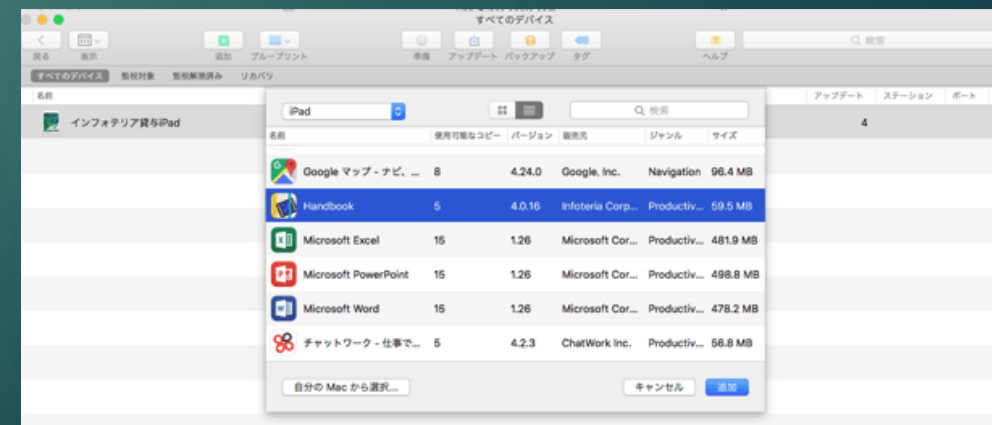 すべてのデバイス
戻る 表示 追加 ブループリント 準備 アップデート バックアップ タグ ヘルプ 検索
すべてのデバイス 監視対象 監視解除済み リカバリ
名前 アップデート ステーション ポート
インフォテリア貸与iPad 4
iPad 検索
名前 使用可能なコピー バージョン 販売元 ジャンル サイズ
Google マップ - ナビ、 ... 8 4.24.0 Google, Inc. Navigation 96.4 MB
Handbook 5 4.0.16 Infoteria Corp... Productiv... 59.5 MB
Microsoft Excel 15 1.26 Microsoft Cor... Productiv... 481.9 MB
Microsoft PowerPoint 15 1.26 Microsoft Cor... Productiv... 498.8 MB
Microsoft Word 15 1.26 Microsoft Cor... Productiv... 478.2 MB
チャットワーク - 仕事で... 5 4.2.3 ChatWork Inc. Productiv... 56.8 MB
自分の Mac から選択... キャンセル 追加